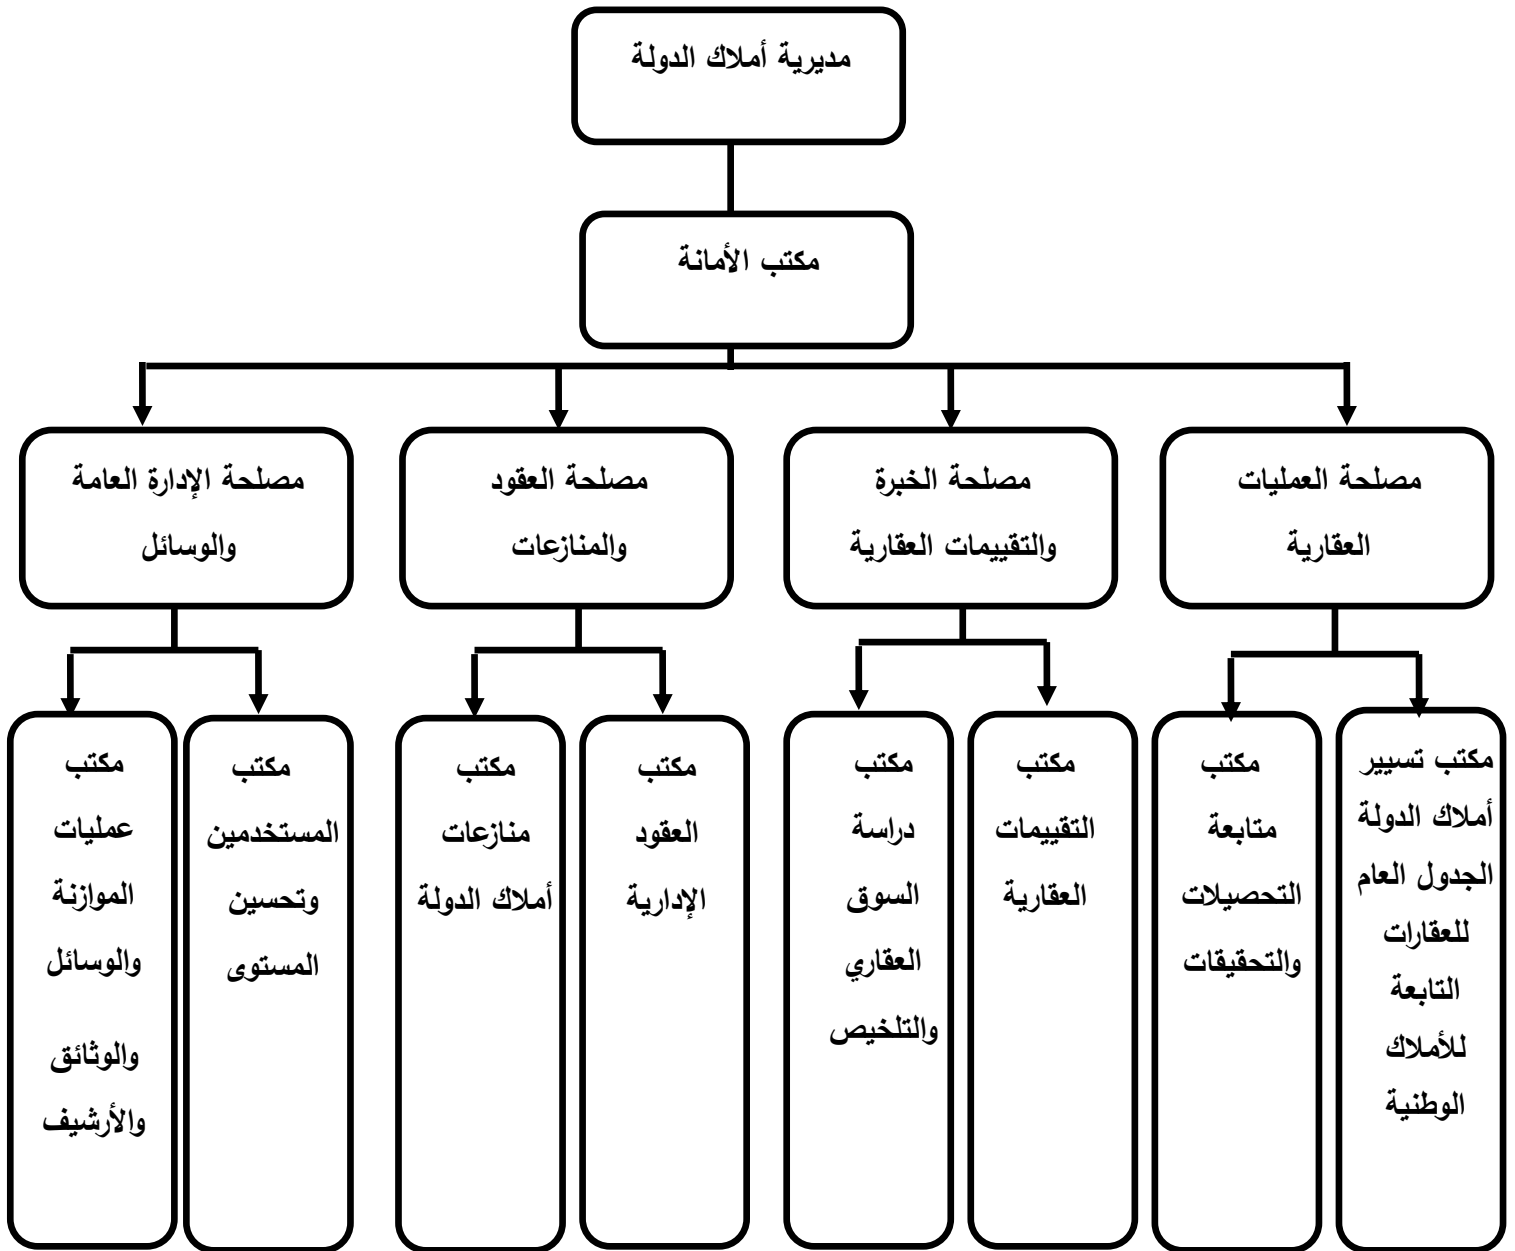 مديرية أملاك الدولة
مكتب الأمانة
مصلحة العمليات
العقارية
مصلحة الخبرة
والتقييمات العقارية
مصلحة العقود
والمنازعات
مصلحة الإدارة العامة
والوسائل
مكتب تسيير
أملاك الدولة
الجدول العام
للعقارات
التابعة
للأملاك
الوطنية
مكتب
متابعة
التحصيلات
والتحقيقات
مكتب
التقييمات
العقارية
مكتب
دراسة
السوق
العقاري
والتلخيص
مكتب
العقود
الإدارية
مكتب
منازعات
أملاك الدولة
مكتب
المستخدمين
وتحسين
المستوى
مكتب
عمليات
الموازنة
والوسائل
والوثائق
والأرشيف